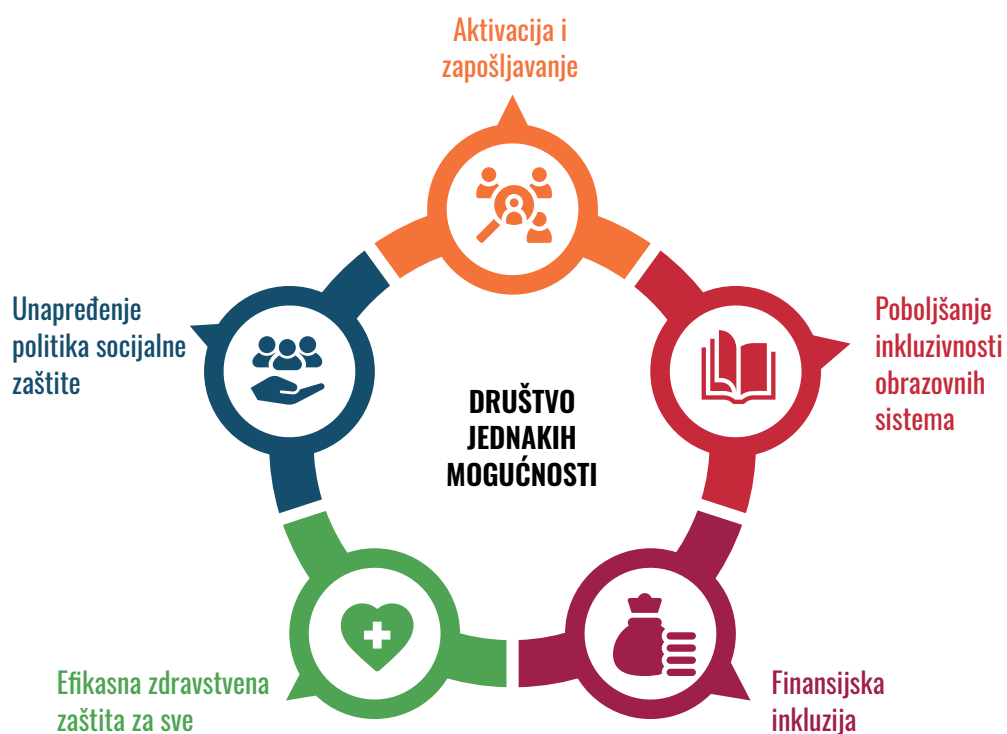 Aktivacija i
zapošljavanje
Unapređenje
politika socijalne
zaštite
Poboljšanje
inkluzivnosti
obrazovnih
sistema
DRUŠTVO
JEDNAKIH
MOGUĆNOSTI
Efikasna zdravstvena
zaštita za sve
Finansijska
inkluzija